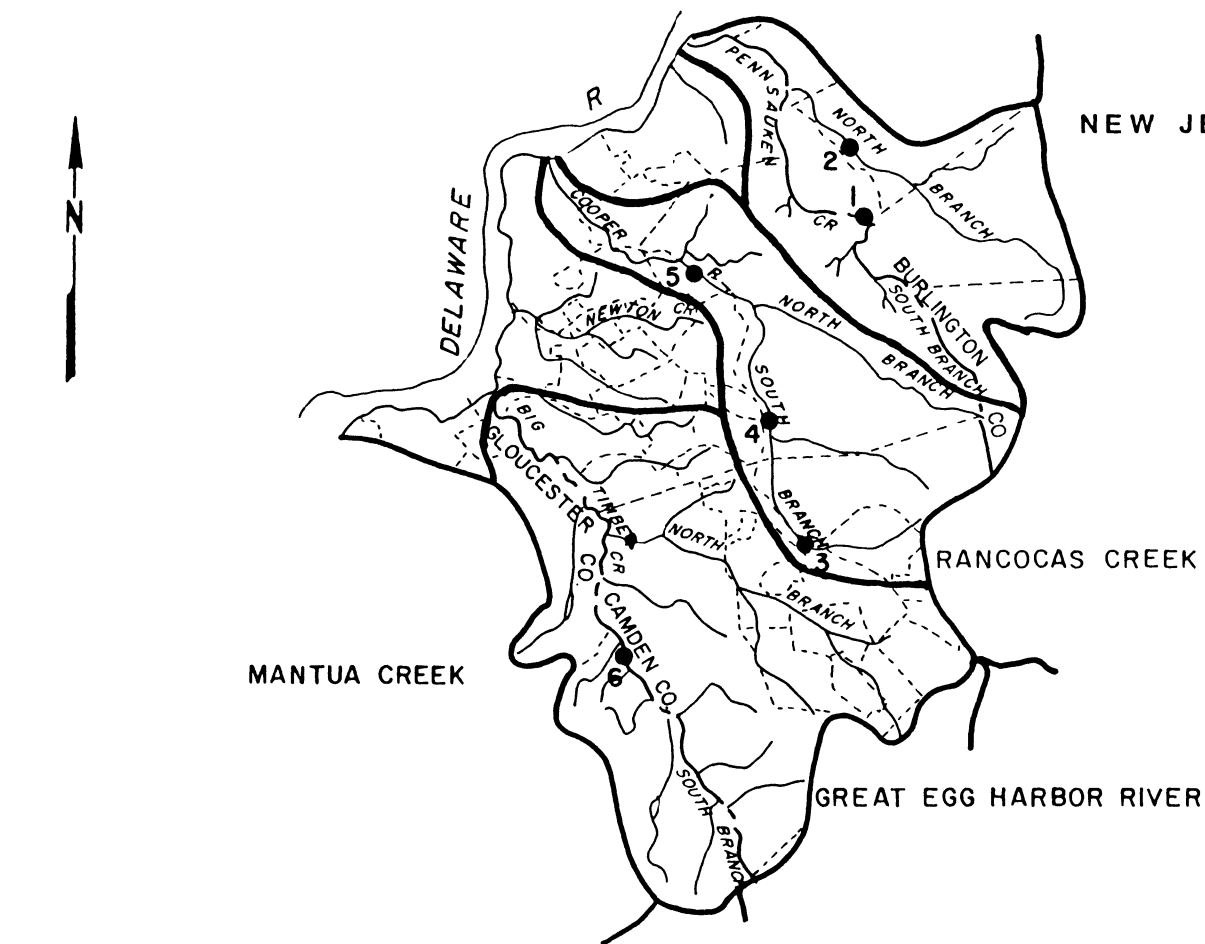 PENNSAUKEN
R
NORTH
NEW JE
2
N
BRANCH
1
DELAWARE
COOPER
CR
5
R
BURLINGTON
SOUTH BRANCH
NEWTON CR
NORTH
BRANCH
SOUTH
BIG
CO
4
GLOUCESTER
TIMBER
BRANCH
NORTH
CR
3
RANCOCAS CREEK
CO
BRANCH
CAMDEN CO
MANTUA CREEK
6
SOUTH
GREAT EGG HARBOR RIVER
BRANC